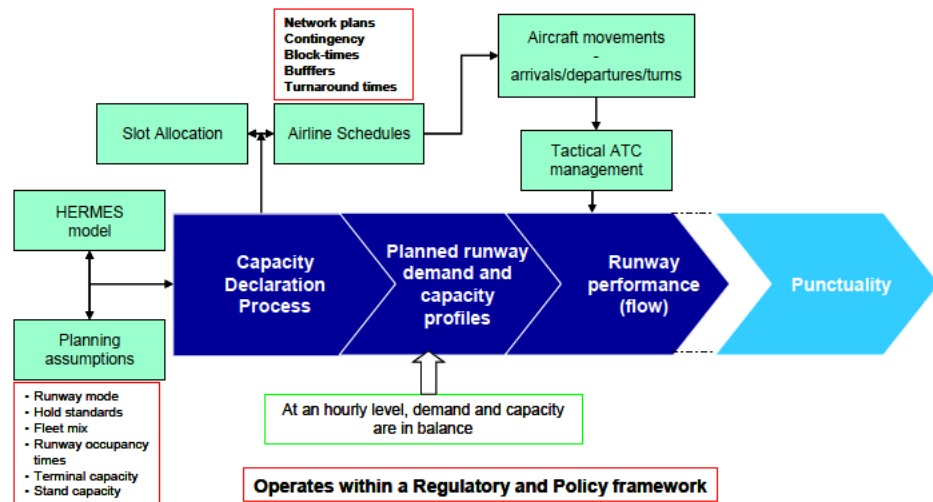 Network plans
Contingency
Block-times
Bufffers
Turnaround times
Aircraft movements
-
arrivals/departures/turns
Slot Allocation
Airline Schedules
Tactical ATC
management
HERMES
model
Capacity
Declaration
Process
Planned runway
demand and
capacity
profiles
Runway
performance
(flow)
Punctuality
Planning
assumptions
- Runway mode
- Hold standards
- Fleet mix
- Runway occupancy
times
- Terminal capacity
- Stand capacity
At an hourly level, demand and capacity
are in balance
Operates within a Regulatory and Policy framework